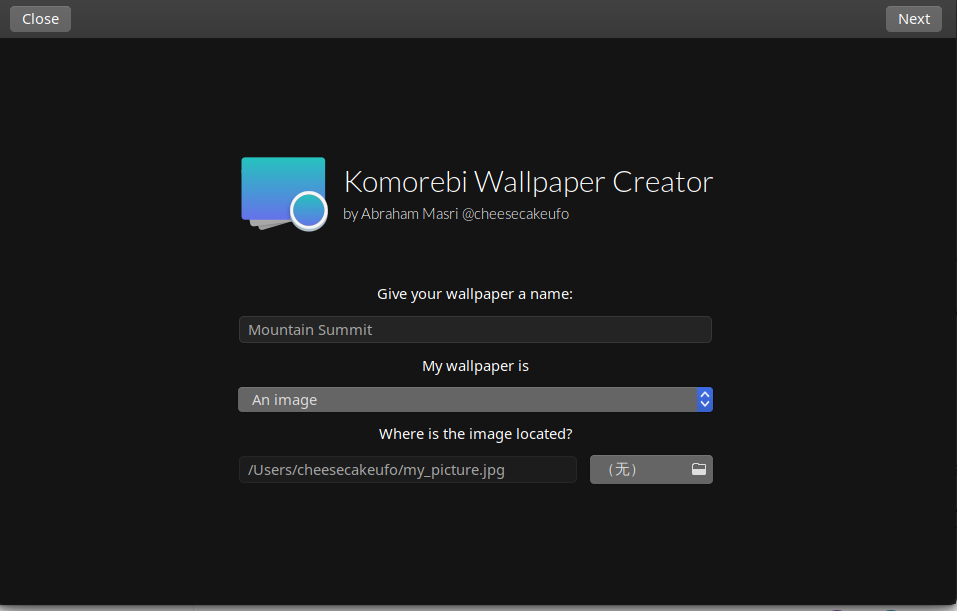 Close
Next
Komorebi Wallpaper Creator
by Abraham Masri @cheesecakeufo
Give your wallpaper a name:
Mountain Summit
My wallpaper is
An image
Where is the image located?
/Users/cheesecakeufo/my_picture.jpg
（无）